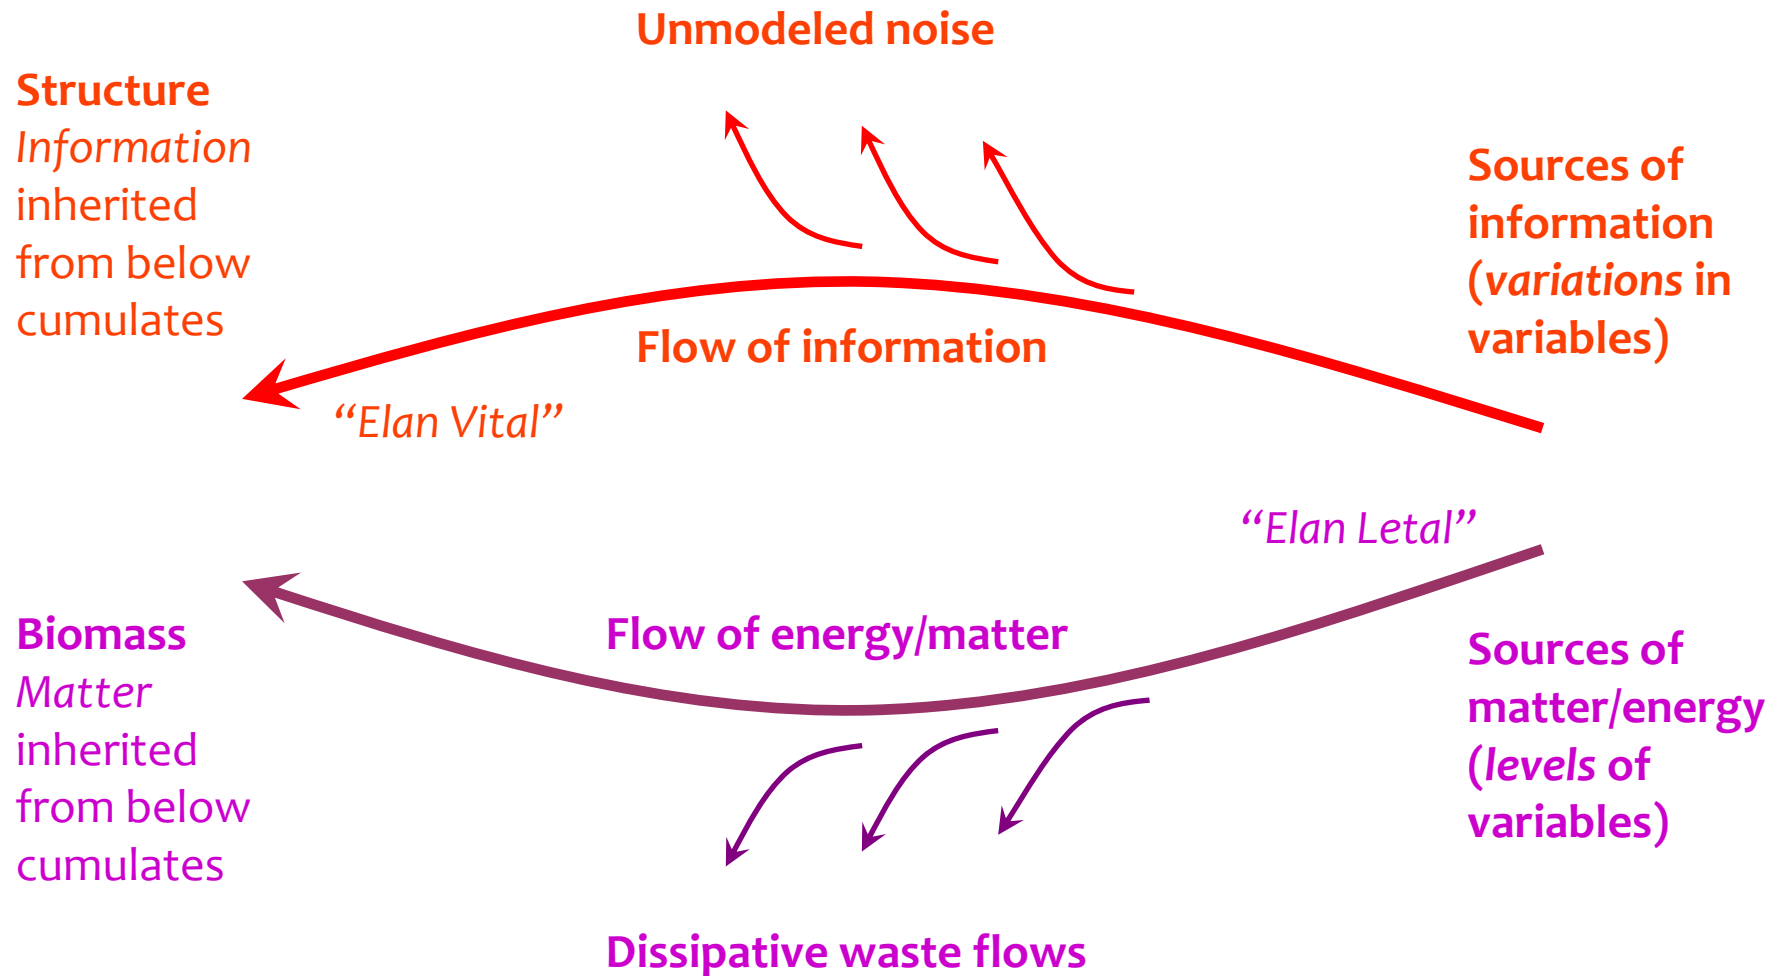 Unmodeled noise
Structure
Information
inherited
from below
cumulates
Sources of
information
(variations in
variables)
Flow of information
“Elan Vital”
“Elan Letal”
Biomass
Matter
inherited
from below
cumulates
Flow of energy/matter
Sources of
matter/energy
(levels of
variables)
Dissipative waste flows